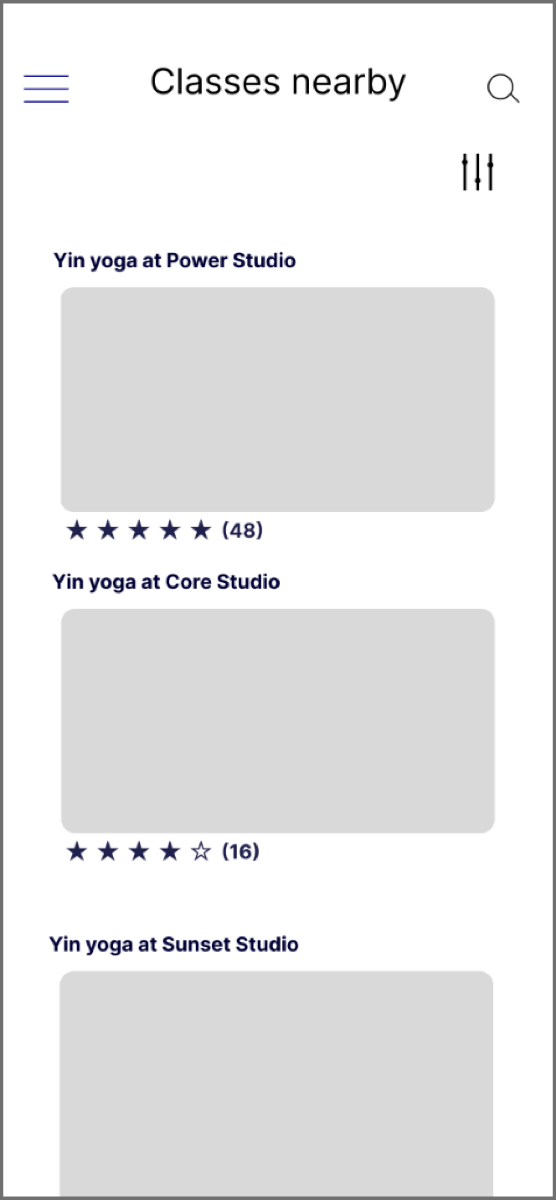 Classes nearby
Yin yoga at Power Studio
★ ★ ★ ★ ★ (48)
Yin yoga at Core Studio
★ ★ ★ ★ ☆ (16)
Yin yoga at Sunset Studio